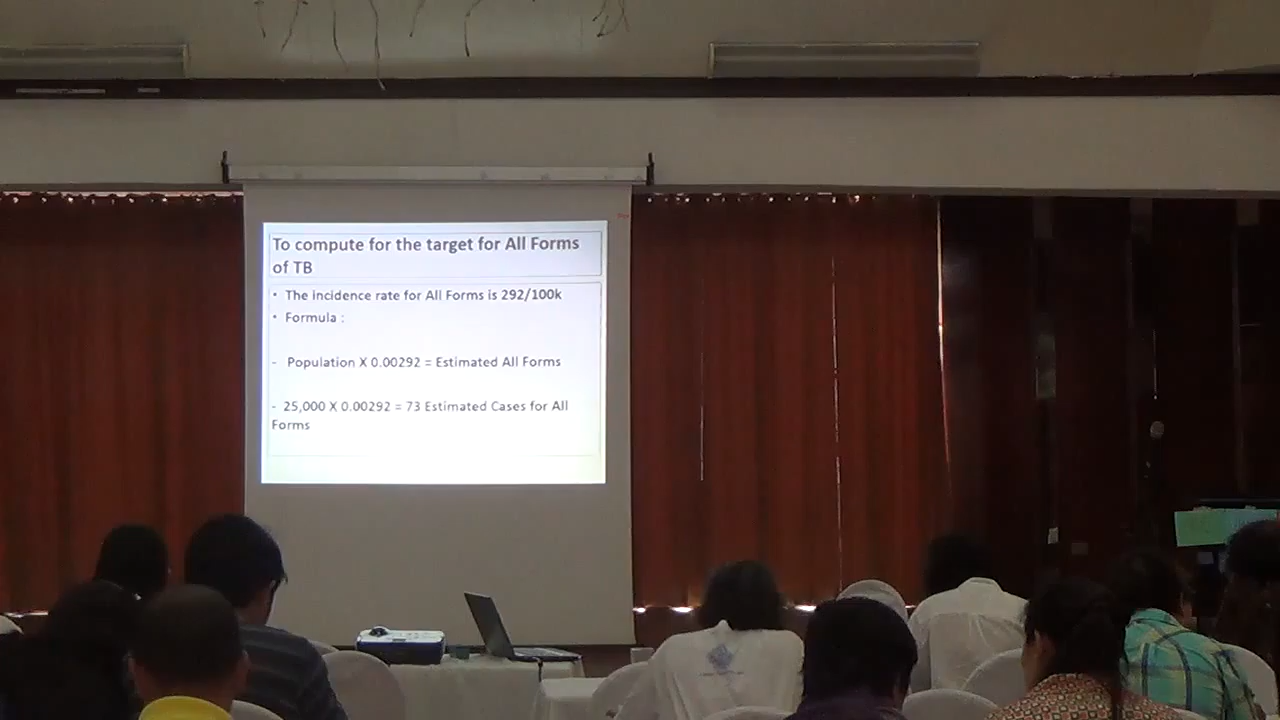 To compute for the target for All Forms
of TB
• The incidence rate for All Forms is 292/100k
• Formula :
- Population X 0.00292 = Estimated All Forms
- 25,000 X 0.00292 = 73 Estimated Cases for All
Forms